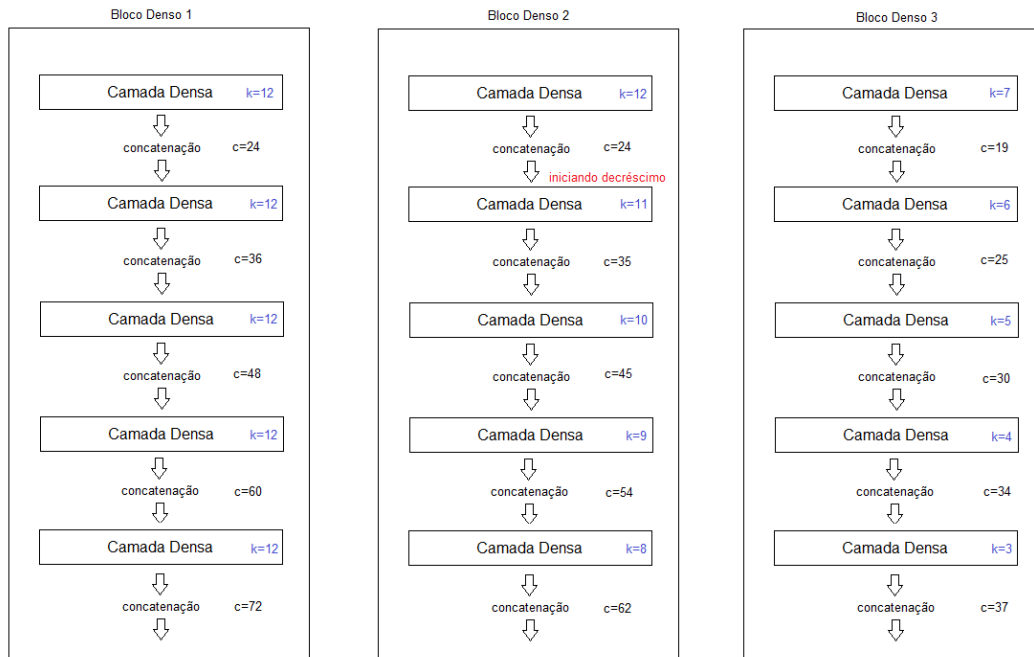 Bloco Denso 1
Camada Densa k=12
concatenação c=24
Camada Densa k=12
concatenação c=36
Camada Densa k=12
concatenação c=48
Camada Densa k=12
concatenação c=60
Camada Densa k=12
concatenação c=72
Bloco Denso 2
Camada Densa k=12
concatenação c=24
iniciando decréscimo
Camada Densa k=11
concatenação c=35
Camada Densa k=10
concatenação c=45
Camada Densa k=9
concatenação c=54
Camada Densa k=8
concatenação c=62
Bloco Denso 3
Camada Densa k=7
concatenação c=19
Camada Densa k=6
concatenação c=25
Camada Densa k=5
concatenação c=30
Camada Densa k=4
concatenação c=34
Camada Densa k=3
concatenação c=37